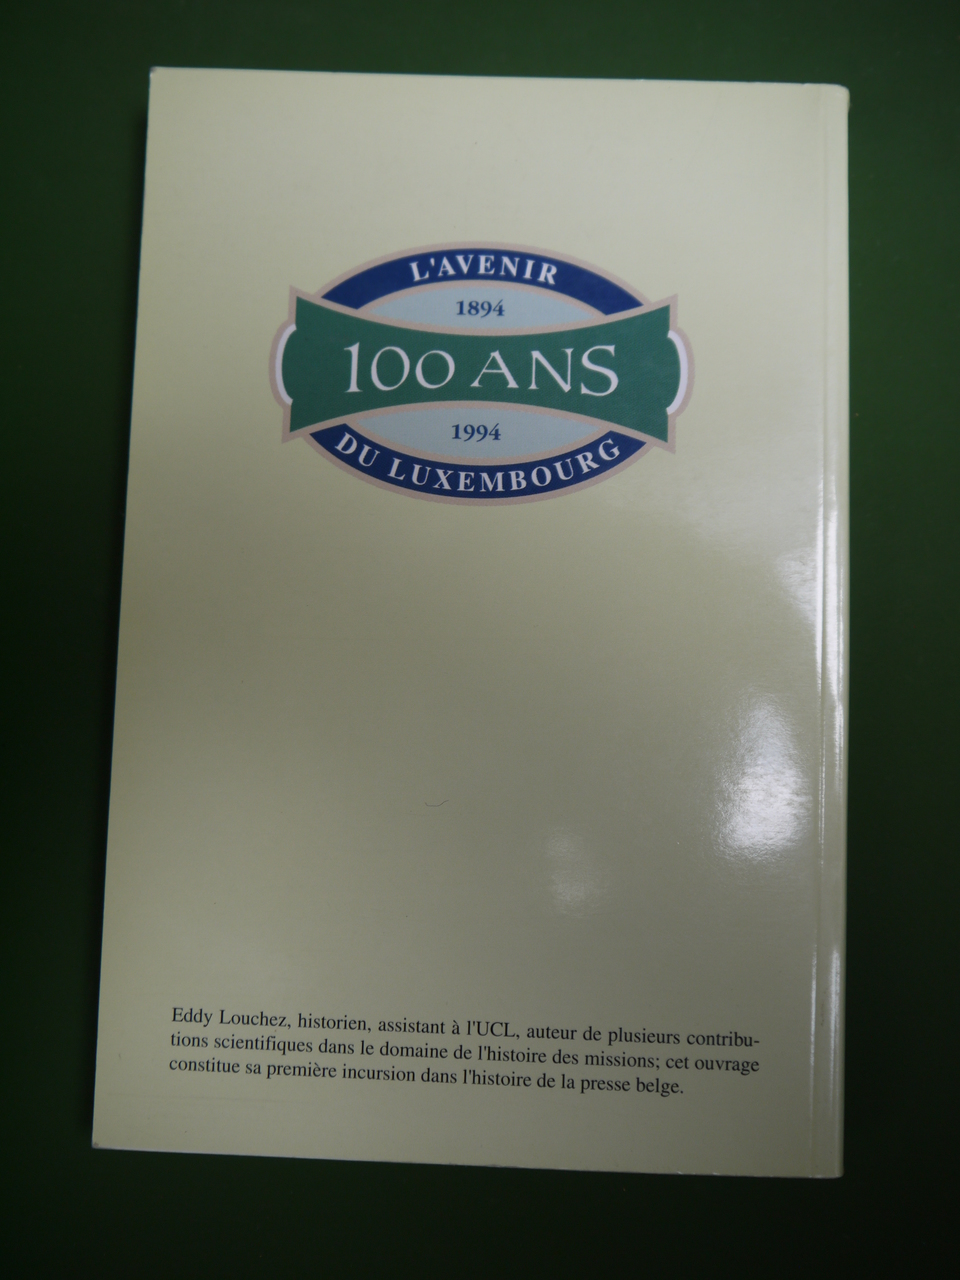 L'AVENIR
1894
100 ANS
1994
DU LUXEMBOURG
Eddy Louchez, historien, assistant à l'UCL, auteur de plusieurs contribu-
tions scientifiques dans le domaine de l'histoire des missions; cet ouvrage
constitue sa première incursion dans l'histoire de la presse belge.